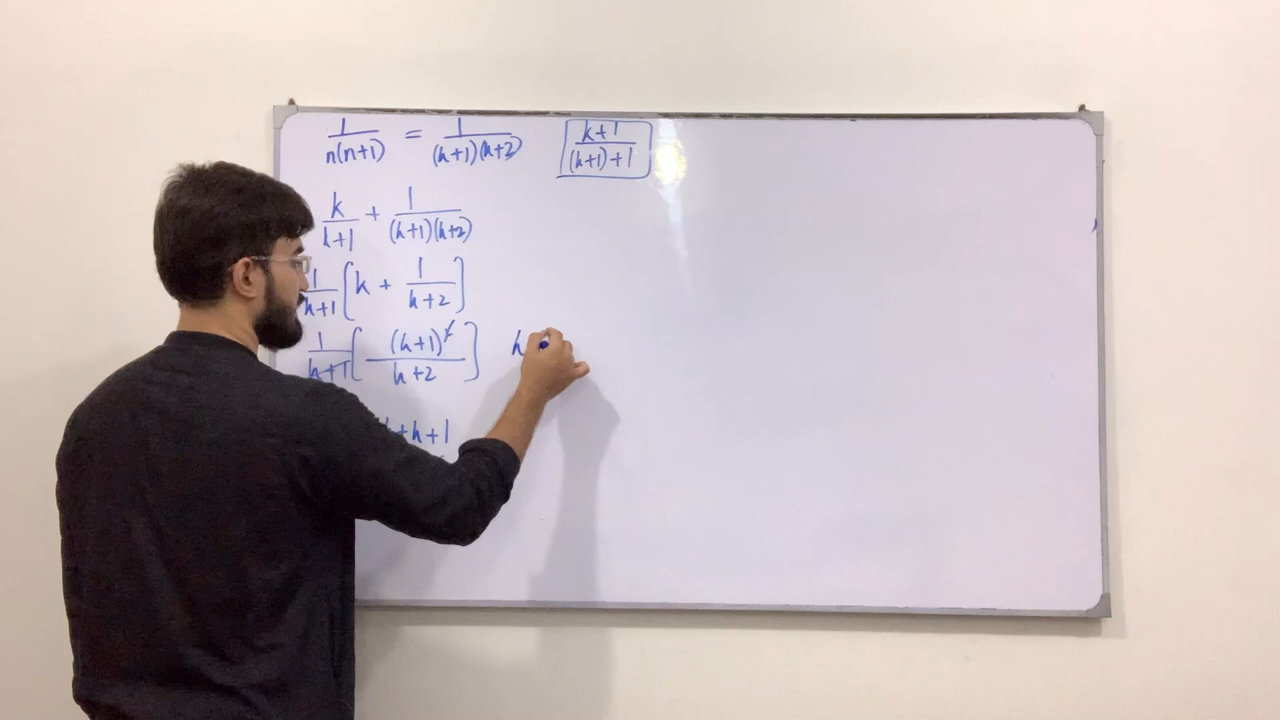 1/n(n+1) = 1/(k+1)(k+2) k+1/(k+1)+1
k/k+1 + 1/(k+1)(k+2)
1/k+1 [k + 1/k+2]
1/k+1 [(k+1)²/k+2] k
+k+1